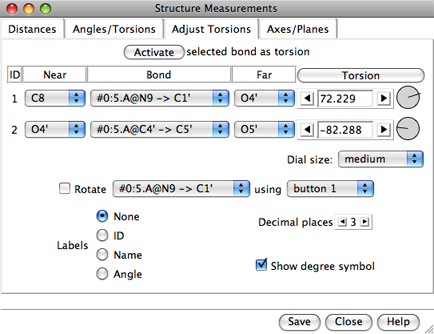 Structure Measurements
Distances Angles/Torsions Adjust Torsions Axes/Planes
Activate selected bond as torsion
ID Near Bond Far Torsion
1 C8 #0:5.A@N9 -> C1' O4' 72.229
2 O4' #0:5.A@C4' -> C5' O5' -82.288
Dial size: medium
Rotate #0:5.A@N9 -> C1' using button 1
Labels None Decimal places 3
ID
Name
Angle Show degree symbol
Save Close Help